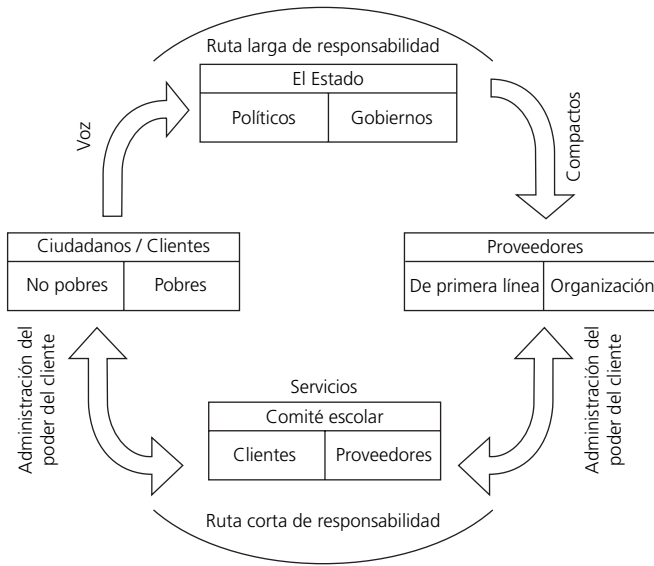 Ruta larga de responsabilidad
El Estado
Políticos
Gobiernos
Voz
Compactos
Ciudadanos / Clientes
No pobres
Pobres
Proveedores
De primera línea
Organización
Administración del
poder del cliente
Servicios
Comité escolar
Clientes
Proveedores
Administración del
poder del cliente
Ruta corta de responsabilidad